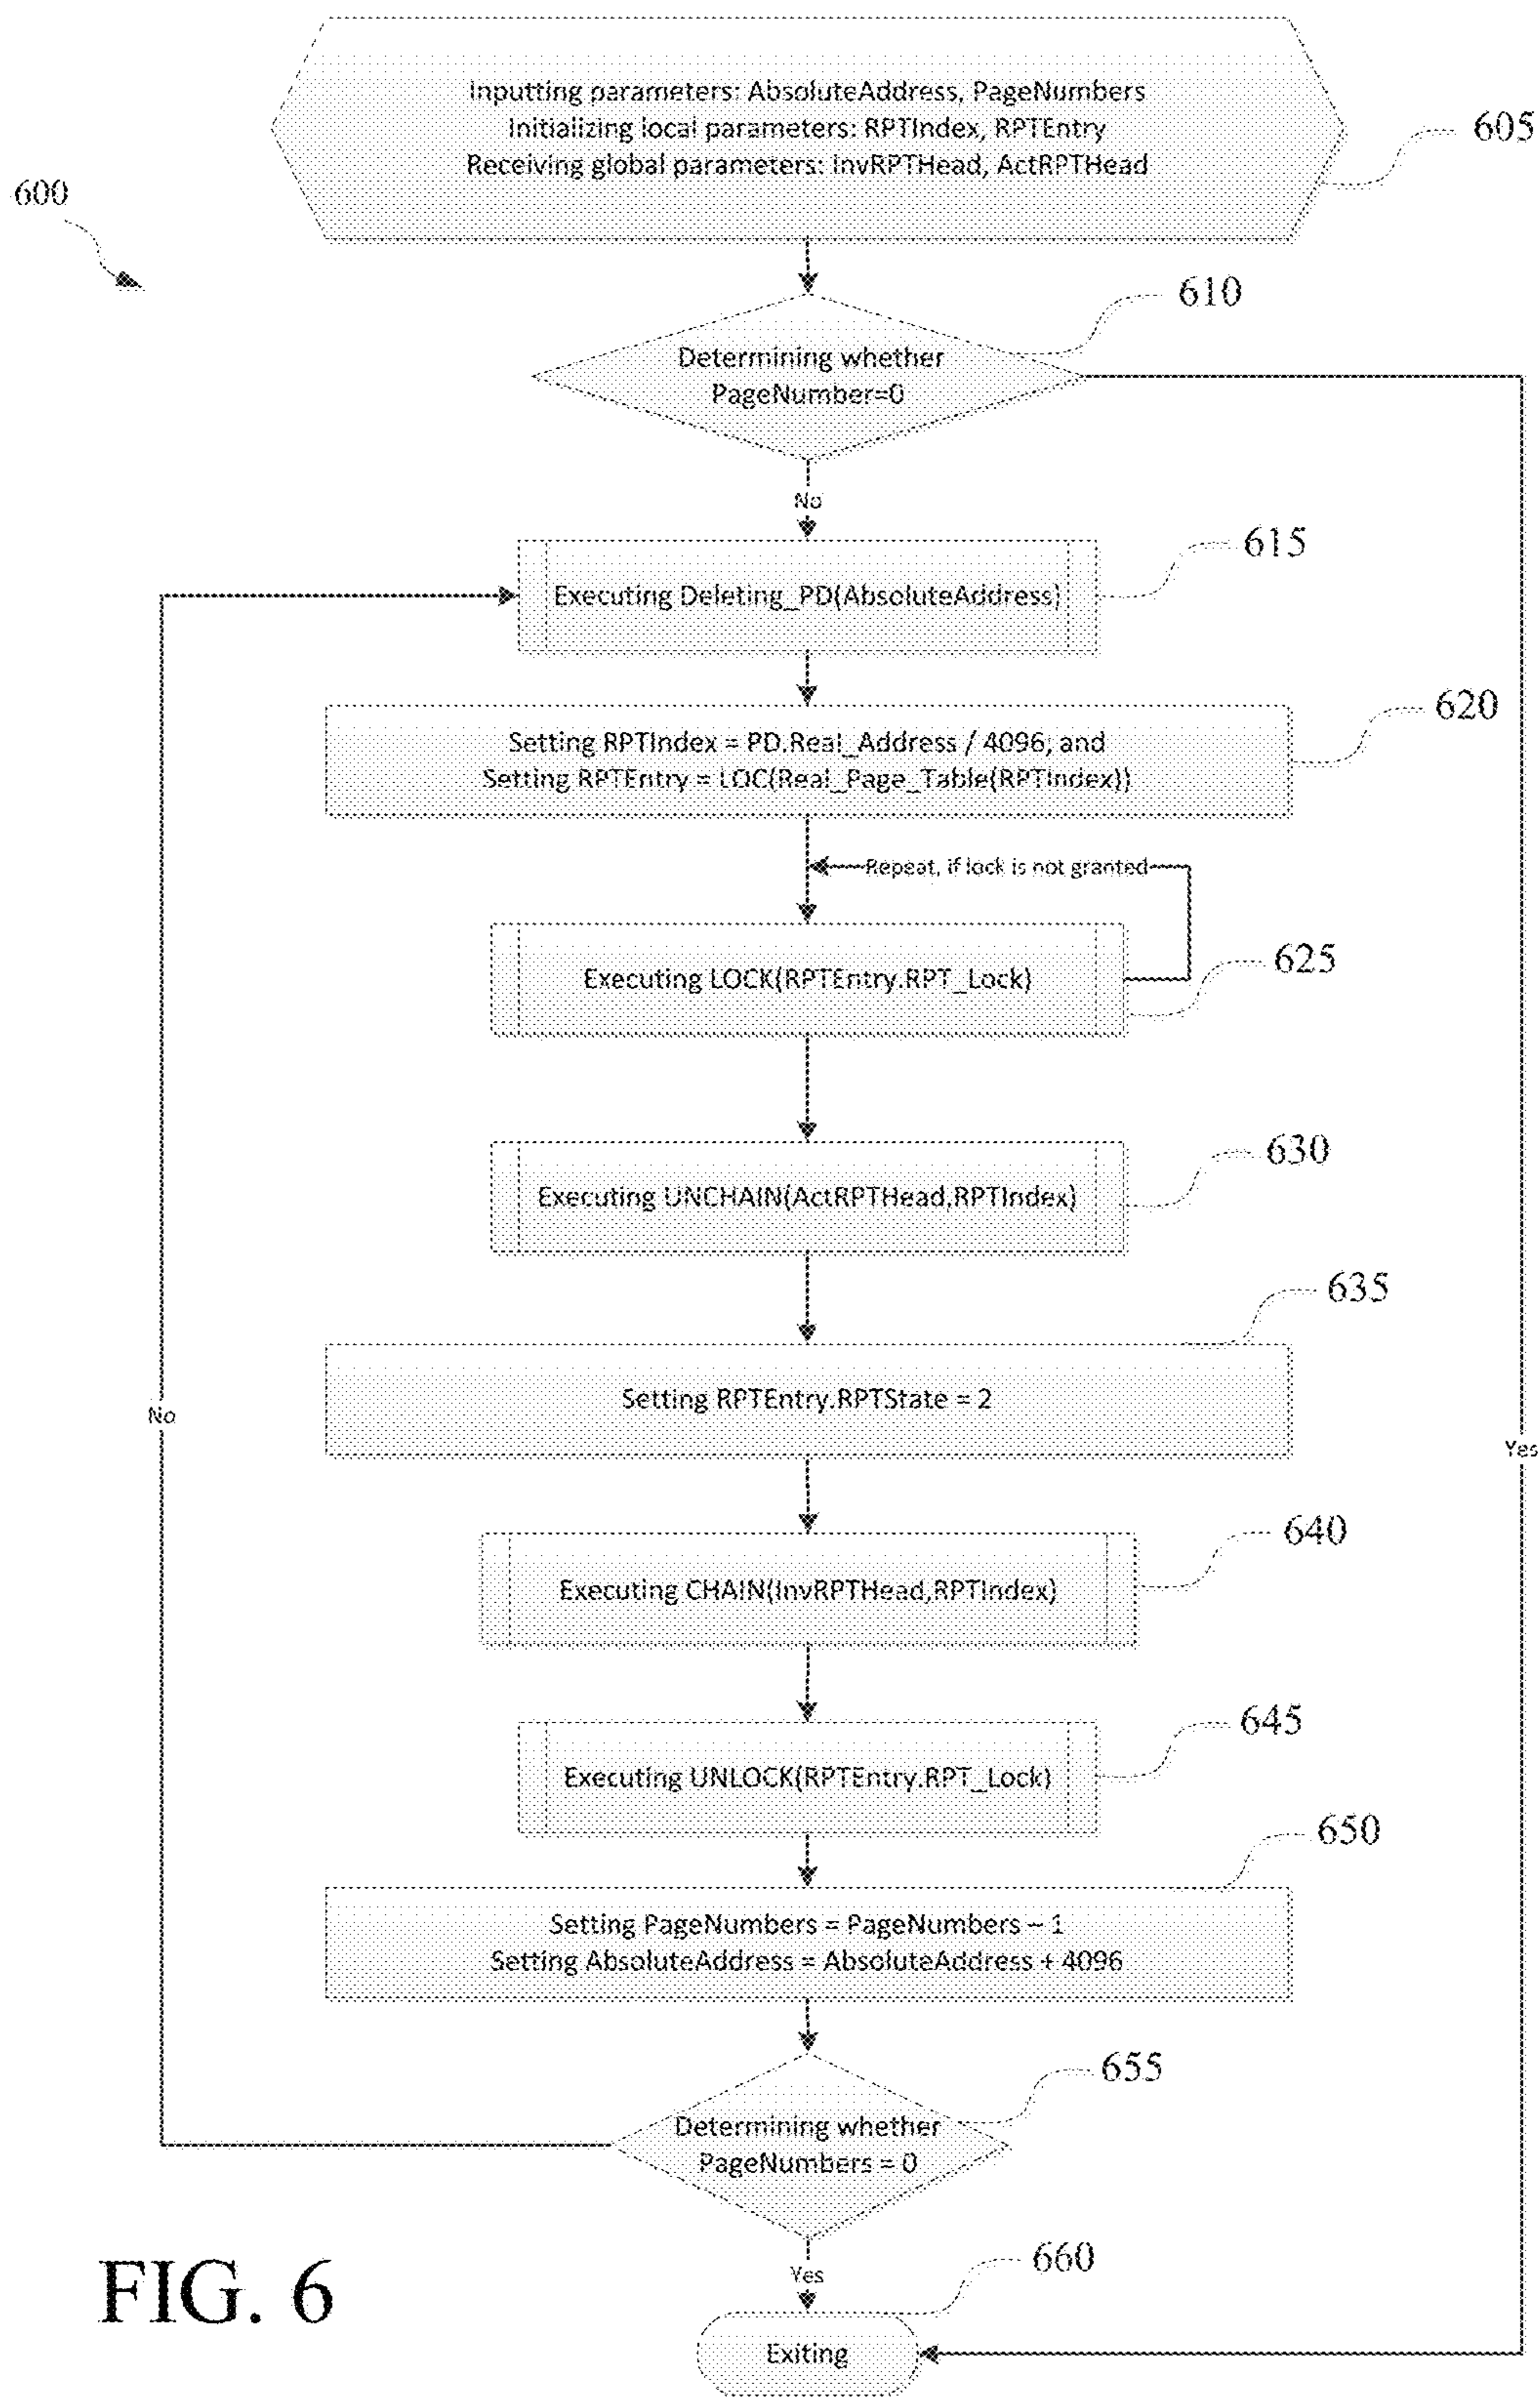 Inputting parameters: AbsoluteAddress, PageNumbers
Initializing local parameters: RPTIndex, RPTEntry
Receiving global parameters: InvRPTHead, ActRPTHead
605
600
610
Determining whether
PageNumber=0
No
615
Executing Deleting_PD(AbsoluteAddress)
620
Setting RPTIndex = PD.Real_Address / 4096, and
Setting RPTEntry = LOC(Real_Page_Table(RPTIndex))
Repeat, if lock is not granted
Executing LOCK(RPTEntry.RPT_Lock)
625
630
Executing UNCHAIN(ActRPTHead,RPTIndex)
635
Setting RPTEntry.RPTState = 2
No
Yes
640
Executing CHAIN(InvRPTHead,RPTIndex)
645
Executing UNLOCK(RPTEntry.RPT_Lock)
650
Setting PageNumbers = PageNumbers – 1
Setting AbsoluteAddress = AbsoluteAddress + 4096
655
Determining whether
PageNumbers = 0
Yes
660
Exiting
FIG. 6